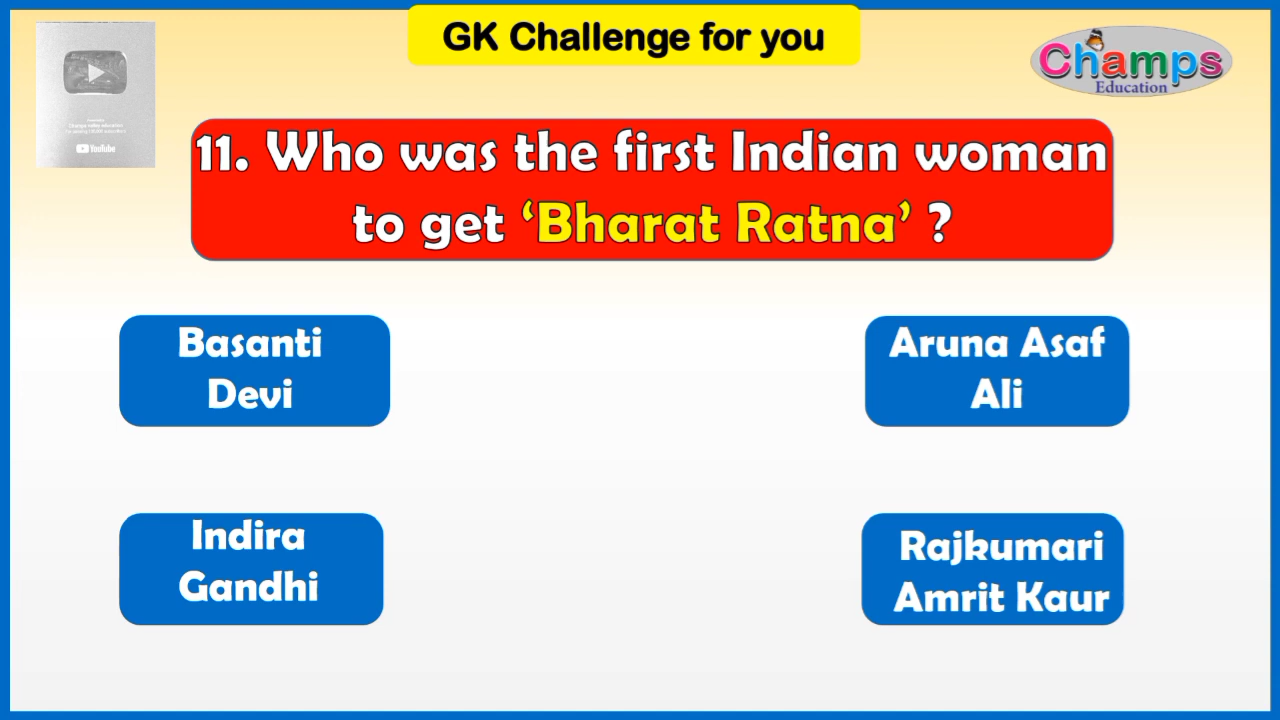 GK Challenge for you
Champs
Education
YouTube
11. Who was the first Indian woman
to get ‘Bharat Ratna’ ?
Basanti
Devi
Aruna Asaf
Ali
Indira
Gandhi
Rajkumari
Amrit Kaur